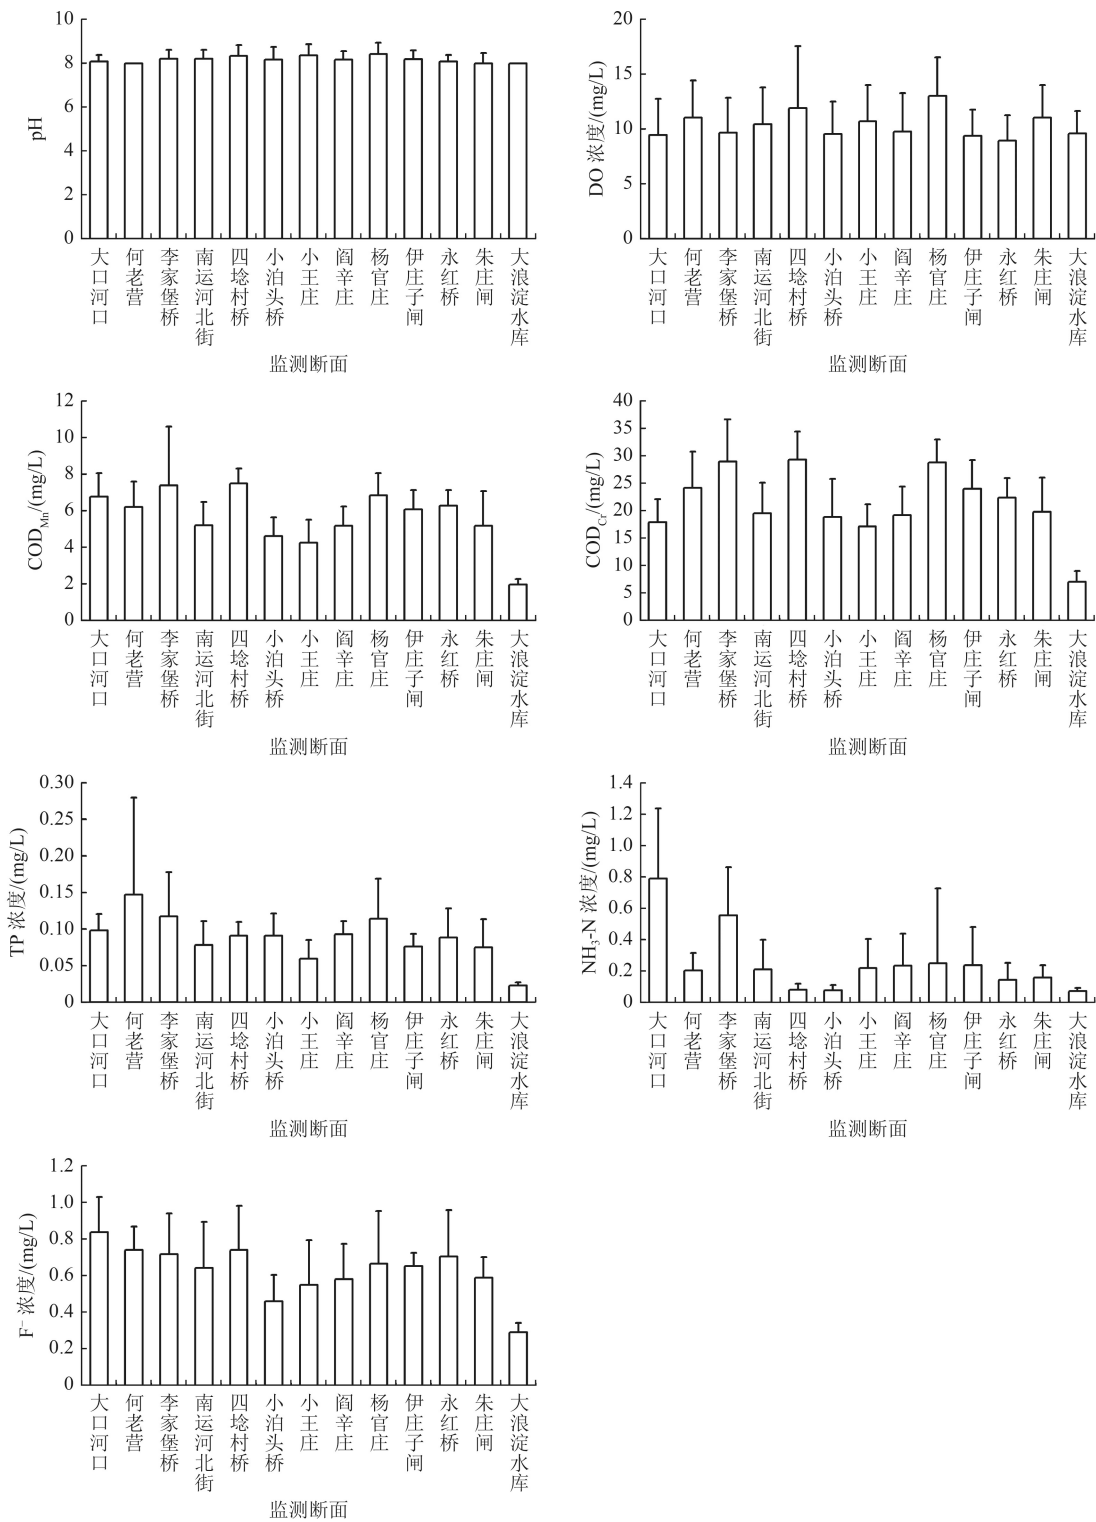 pH
10
8
6
4
2
0
大口河口
何老营
李家堡桥
南运河北街
四埝村桥
小泊头桥
小王庄
阎辛庄
杨官庄
伊庄子闸
永红桥
朱庄闸
大浪淀水库
监测断面
DO 浓度/(mg/L)
20
15
10
5
0
大口河口
何老营
李家堡桥
南运河北街
四埝村桥
小泊头桥
小王庄
阎辛庄
杨官庄
伊庄子闸
永红桥
朱庄闸
大浪淀水库
监测断面
COD_Mn/(mg/L)
12
10
8
6
4
2
0
大口河口
何老营
李家堡桥
南运河北街
四埝村桥
小泊头桥
小王庄
阎辛庄
杨官庄
伊庄子闸
永红桥
朱庄闸
大浪淀水库
监测断面
COD_Cr/(mg/L)
40
35
30
25
20
15
10
5
0
大口河口
何老营
李家堡桥
南运河北街
四埝村桥
小泊头桥
小王庄
阎辛庄
杨官庄
伊庄子闸
永红桥
朱庄闸
大浪淀水库
监测断面
TP 浓度/(mg/L)
0.30
0.25
0.20
0.15
0.10
0.05
0
大口河口
何老营
李家堡桥
南运河北街
四埝村桥
小泊头桥
小王庄
阎辛庄
杨官庄
伊庄子闸
永红桥
朱庄闸
大浪淀水库
监测断面
NH₃-N 浓度/(mg/L)
1.4
1.2
1.0
0.8
0.6
0.4
0.2
0
大口河口
何老营
李家堡桥
南运河北街
四埝村桥
小泊头桥
小王庄
阎辛庄
杨官庄
伊庄子闸
永红桥
朱庄闸
大浪淀水库
监测断面
F⁻ 浓度/(mg/L)
1.2
1.0
0.8
0.6
0.4
0.2
0
大口河口
何老营
李家堡桥
南运河北街
四埝村桥
小泊头桥
小王庄
阎辛庄
杨官庄
伊庄子闸
永红桥
朱庄闸
大浪淀水库
监测断面